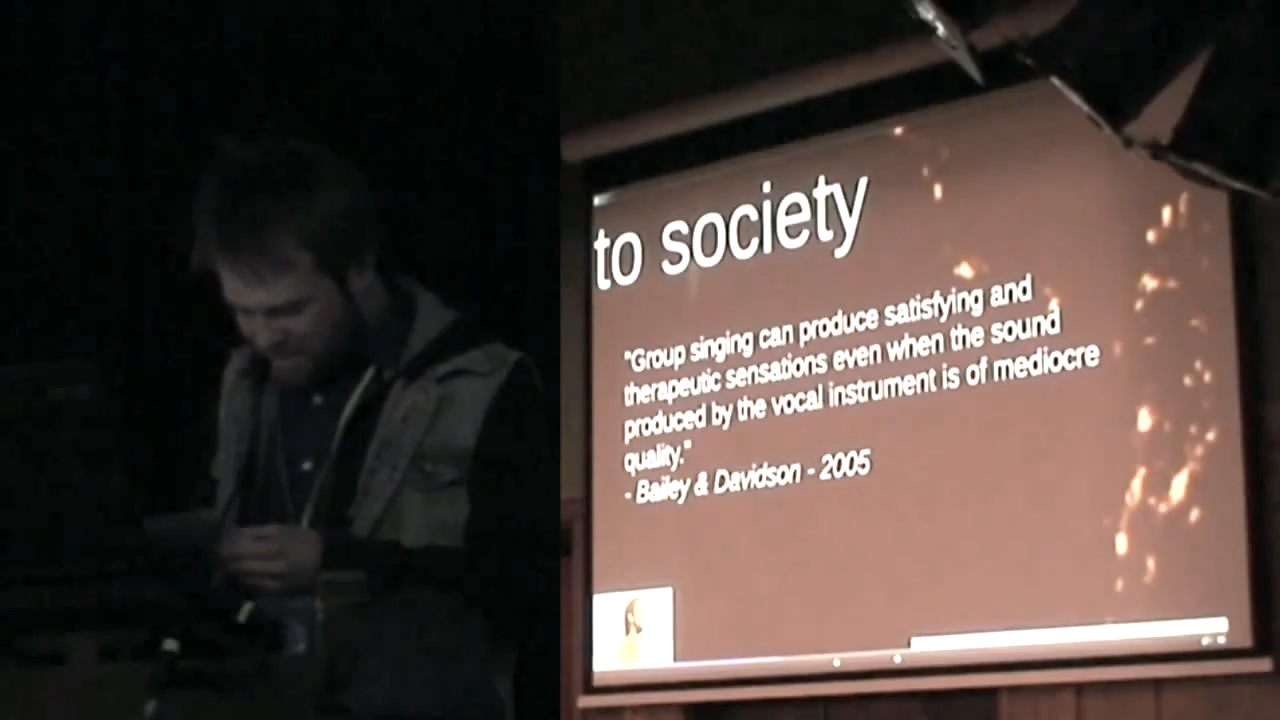 to society
"Group singing can produce satisfying and
therapeutic sensations even when the sound
produced by the vocal instrument is of mediocre
quality."
- Bailey & Davidson - 2005